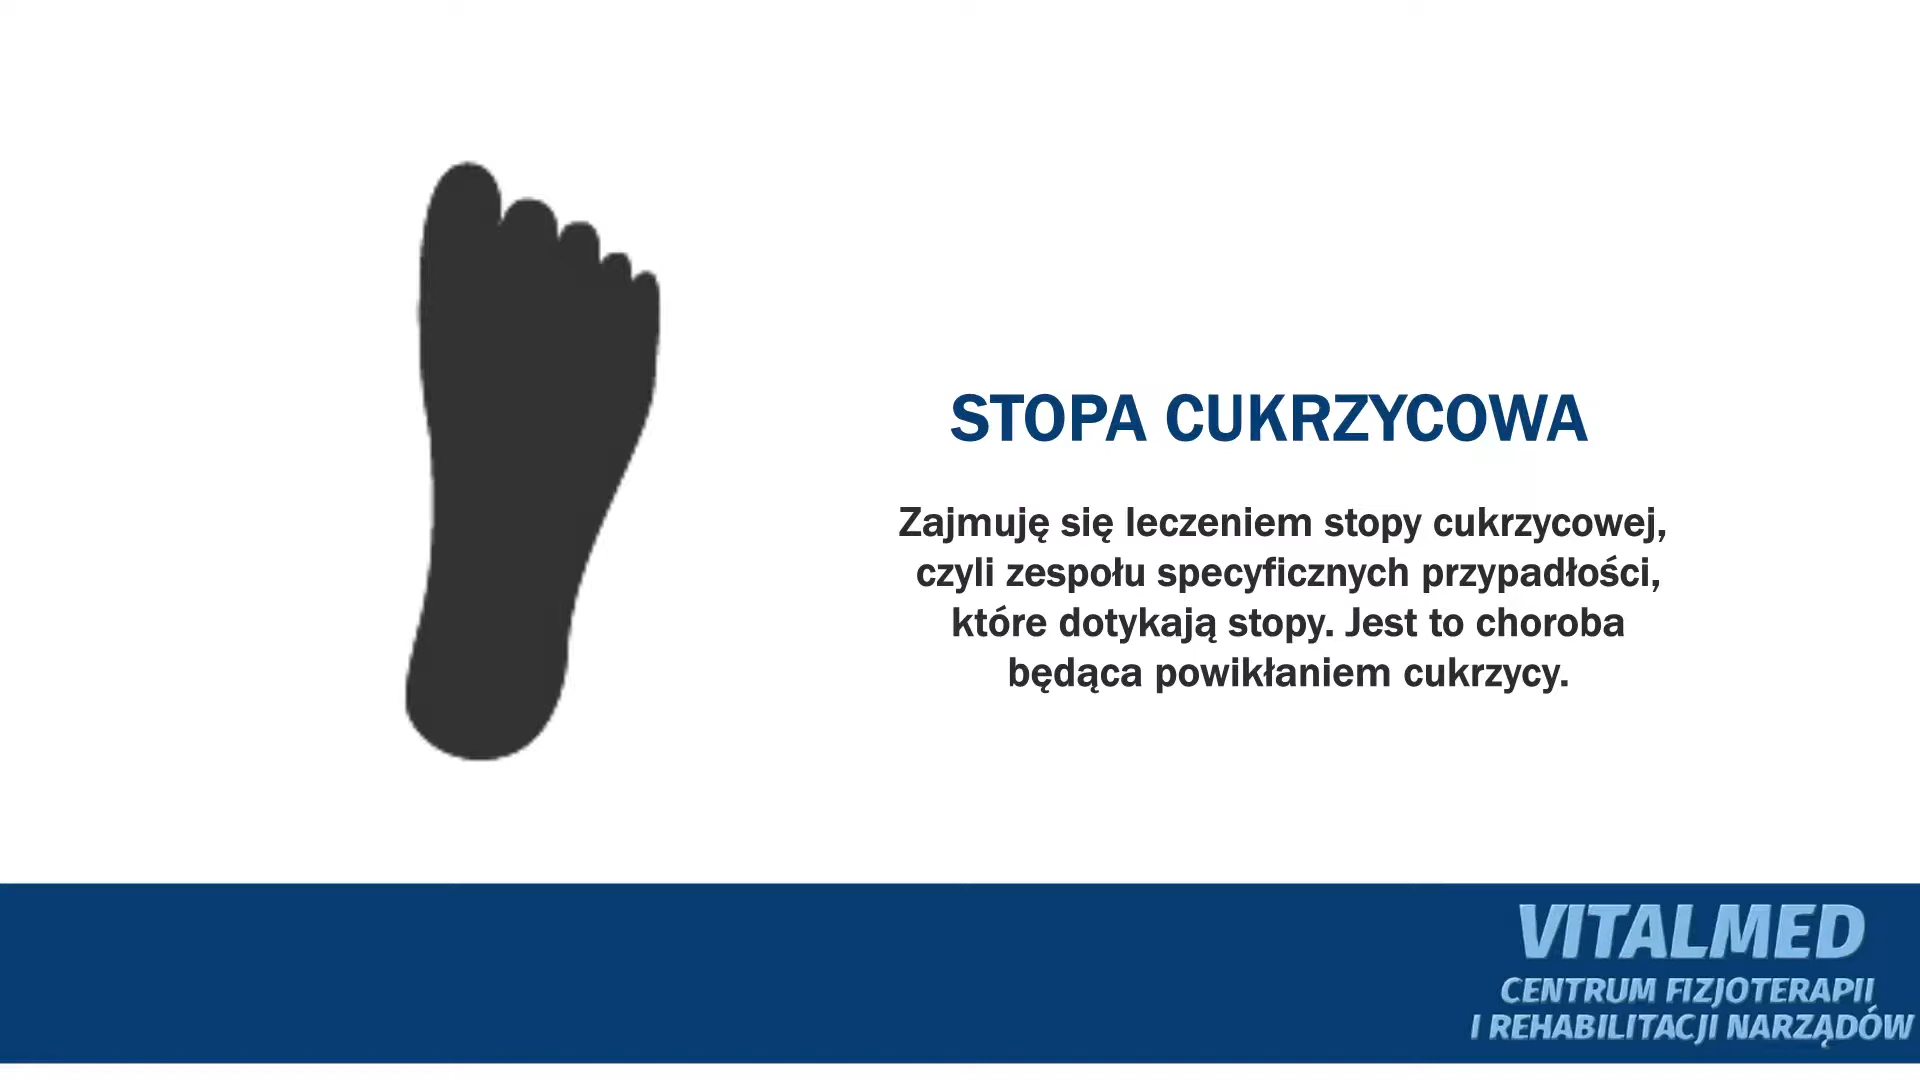 STOPA CUKRZYCOWA
Zajmuję się leczeniem stopy cukrzycowej,
czyli zespołu specyficznych przypadłości,
które dotykają stopy. Jest to choroba
będąca powikłaniem cukrzycy.
VITALMED
CENTRUM FIZJOTERAPII
I REHABILITACJI NARZĄDÓW